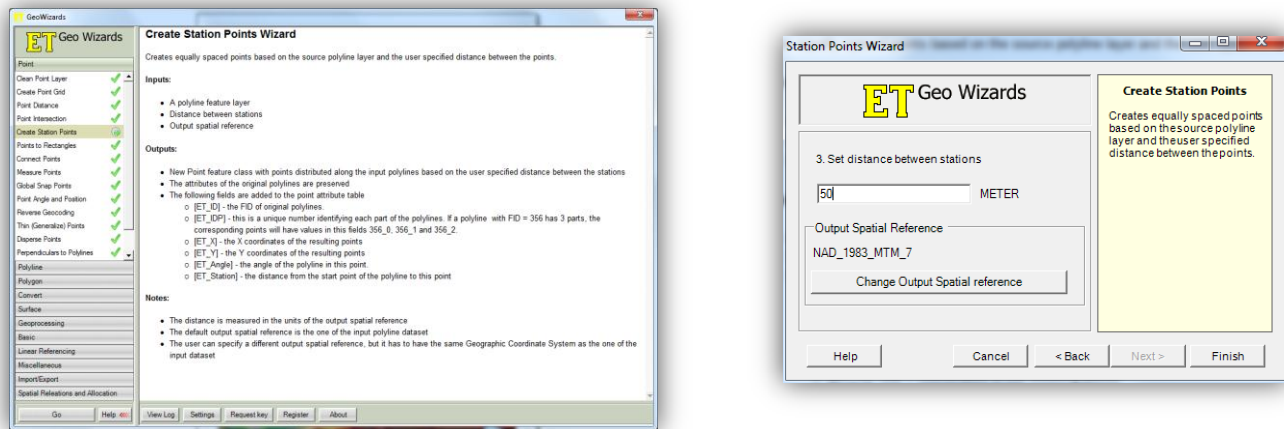 GeoWizards
ET Geo Wizards
Point
Clean Point Layer
Create Point Grid
Point Distance
Point Intersection
Create Station Points
Points to Rectangles
Connect Points
Measure Points
Global Snap Points
Point Angle and Position
Reverse Geocoding
Thin (Generalize) Points
Disperse Points
Perpendiculars to Polylines
Polyline
Polygon
Convert
Surface
Geoprocessing
Basic
Linear Referencing
Miscellaneous
Import/Export
Spatial Releations and Allocation
Go
Help
Create Station Points Wizard
Creates equally spaced points based on the source polyline layer and the user specified distance between the points.
Inputs:
• A polyline feature layer
• Distance between stations
• Output spatial reference
Outputs:
• New Point feature class with points distributed along the input polylines based on the user specified distance between the stations
• The attributes of the original polylines are preserved
• The following fields are added to the point attribute table
o [ET_ID] - the FID of original polylines.
o [ET_IDP] - this is a unique number identifying each part of the polylines. If a polyline with FID = 356 has 3 parts, the
corresponding points will have values in this fields 356_0, 356_1 and 356_2.
o [ET_X] - the X coordinates of the resulting points
o [ET_Y] - the Y coordinates of the resulting points
o [ET_Angle] - the angle of the polyline in this point.
o [ET_Station] - the distance from the start point of the polyline to this point
Notes:
• The distance is measured in the units of the output spatial reference
• The default output spatial reference is the one of the input polyline dataset
• The user can specify a different output spatial reference, but it has to have the same Geographic Coordinate System as the one of the
input dataset
View Log
Settings
Request key
Register
About
Station Points Wizard
ET Geo Wizards
3. Set distance between stations
50
METER
Output Spatial Reference
NAD_1983_MTM_7
Change Output Spatial reference
Create Station Points
Creates equally spaced points
based on the source polyline
layer and the user specified
distance between the points.
Help
Cancel
< Back
Next >
Finish